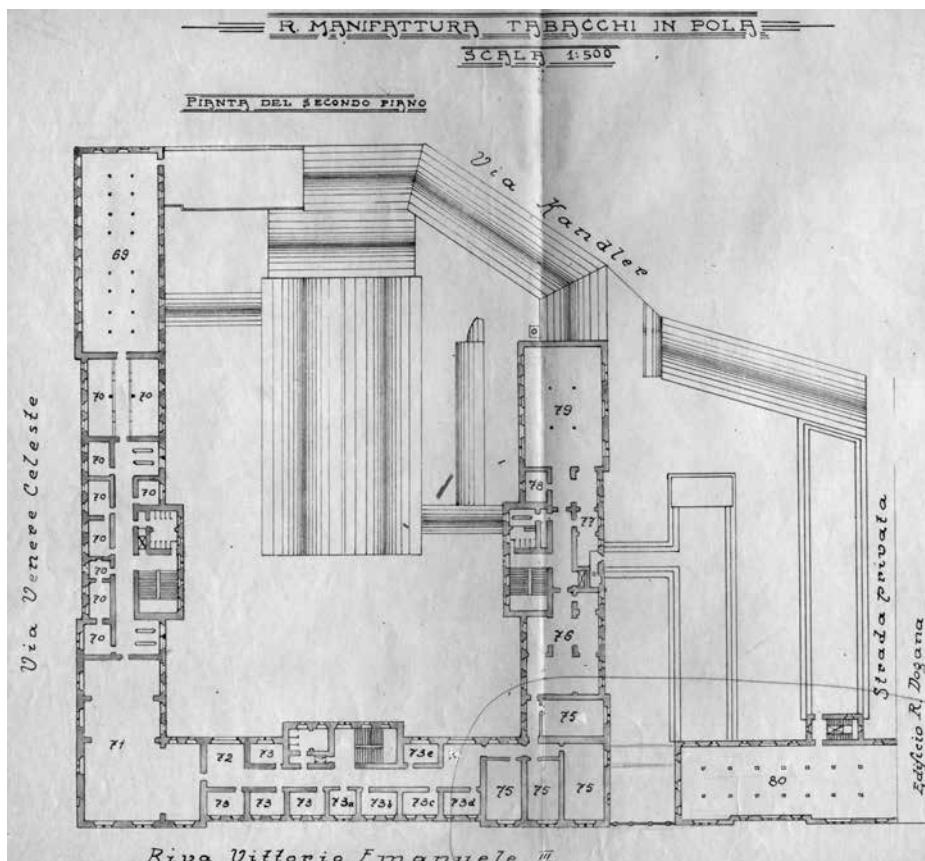 R. MANIFATTURA TABACCHI IN POLA
SCALA 1:500
PIANTA DEL SECONDO PIANO
Via Kandler
69
70 70
70
70 70
70
70
70
70
71
Via Venere Celeste
79
78
77
76
75
72 73
73e
73 73 73 73a 73b 73c 73d 75 75 75
80
Strada privata
Edificio R. Dogana
Riva Vittorio Emanuele III